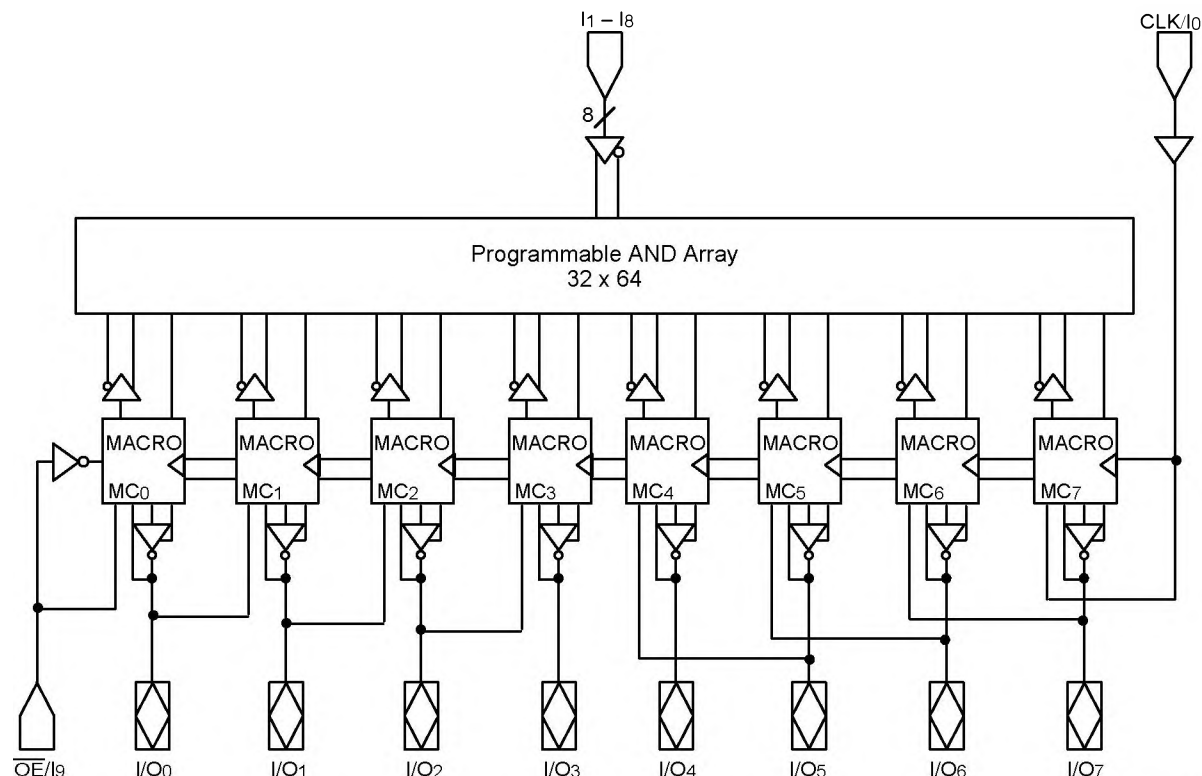 I1 – I8
CLK/I0
8
Programmable AND Array
32 x 64
MACRO
MACRO
MACRO
MACRO
MACRO
MACRO
MACRO
MACRO
MC0
MC1
MC2
MC3
MC4
MC5
MC6
MC7
OE/I9
I/O0
I/O1
I/O2
I/O3
I/O4
I/O5
I/O6
I/O7